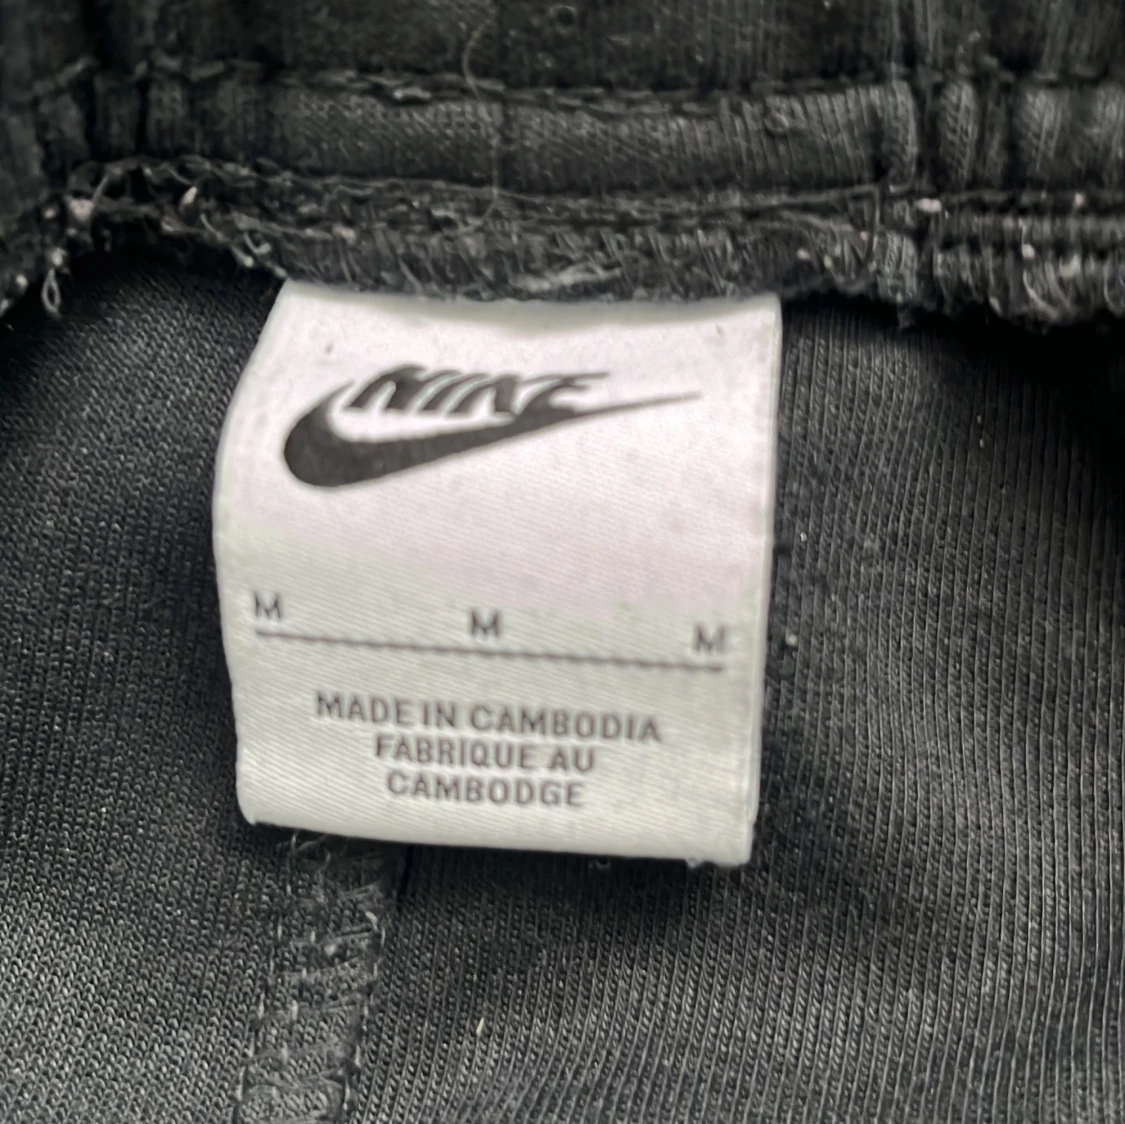 NIKE
M M M
MADE IN CAMBODIA
FABRIQUE AU
CAMBODGE